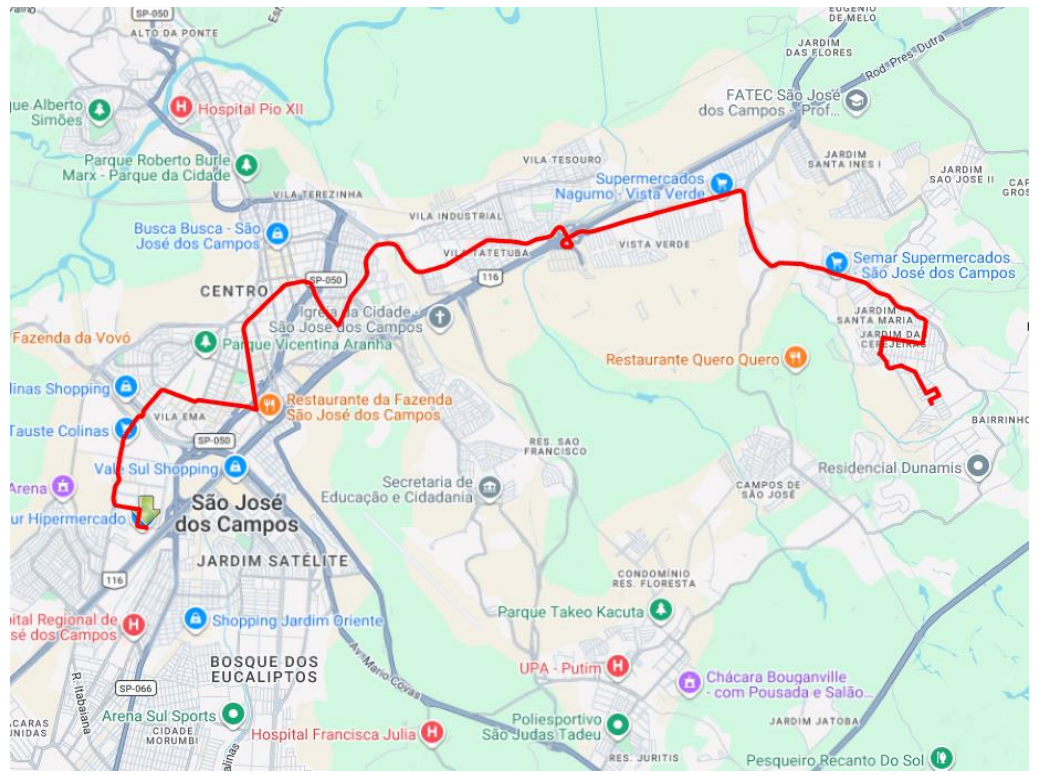 SP-050
EUGÊNIO
DE MELO
ALTO DA PONTE
JARDIM
DAS FLORES
Rod. Pres. Dutra
que Alberto
Simões
Hospital Pio XII
FATEC São José
dos Campos - Prof...
Parque Roberto Burle
Marx - Parque da Cidade
VILA TESOURO
JARDIM
SANTA INES I
Supermercados
Nagumo - Vista Verde
JARDIM
SAO JOSE II
VILA TEREZINHA
VILA INDUSTRIAL
Busca Busca - São
José dos Campos
VILA TATETUBA
VISTA VERDE
Semar Supermercados
- São José dos Campos
SP-050
116
CENTRO
Igreja da Cidade -
São José dos Campos
JARDIM
SANTA MARIA
JARDIM DAS
CEREJEIRAS
Fazenda da Vovó
Parque Vicentina Aranha
Restaurante Quero Quero
olinas Shopping
Restaurante da Fazenda
São José dos Campos
VILA EMA
Tauste Colinas
SP-050
RES. SAO
FRANCISCO
BAIRRINHO
Vale Sul Shopping
Residencial Dunamis
Arena
Secretaria de
Educação e Cidadania
CAMPOS DE
SÃO JOSÉ
São José
dos Campos
ur Hipermercado
JARDIM SATÉLITE
116
CONDOMÍNIO
RES. FLORESTA
Parque Takeo Kacuta
pital Regional de
sé dos Campos
Shopping Jardim Oriente
Av. Mario Covas
BOSQUE DOS
EUCALIPTOS
UPA - Putim
R. Itabaiana
SP-066
Chácara Bouganville
- com Pousada e Salão...
Arena Sul Sports
CIDADE
MORUMBI
Poliesportivo
São Judas Tadeu
JARDIM JATOBA
Hospital Francisca Julia
RES. JURITIS
Pesqueiro Recanto Do Sol